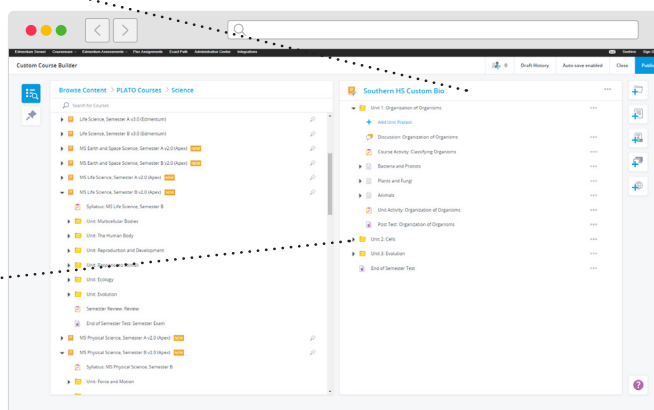 Edmentum Sensei Courseware Edmentum Assessments Plus Assignments Exact Path Administration Center Integrations
Custom Course Builder
0 Draft History Auto-save enabled Close
Browse Content > PLATO Courses > Science
Search for Courses
Life Science, Semester A v3.0 (Edmentum)
Life Science, Semester B v3.0 (Edmentum)
MS Earth and Space Science, Semester A v2.0 (Apex) NEW
MS Earth and Space Science, Semester B v2.0 (Apex) NEW
MS Life Science, Semester A v2.0 (Apex) NEW
MS Life Science, Semester B v2.0 (Apex) NEW
Syllabus: MS Life Science, Semester B
Unit: Multicellular Bodies
Unit: The Human Body
Unit: Reproduction and Development
Unit: Ecology
Unit: Evolution
Semester Review: Review
End of Semester Test: Semester Exam
MS Physical Science, Semester A v2.0 (Apex) NEW
MS Physical Science, Semester B v2.0 (Apex) NEW
Syllabus: MS Physical Science, Semester B
Unit: Force and Motion
Southern HS Custom Bio
Unit 1: Organization of Organisms
Add Unit Pretest
Discussion: Organization of Organisms
Course Activity: Classifying Organisms
Bacteria and Protists
Plants and Fungi
Animals
Unit Activity: Organization of Organisms
Post Test: Organization of Organisms
Unit 2: Cells
Unit 3: Evolution
End of Semester Test
?